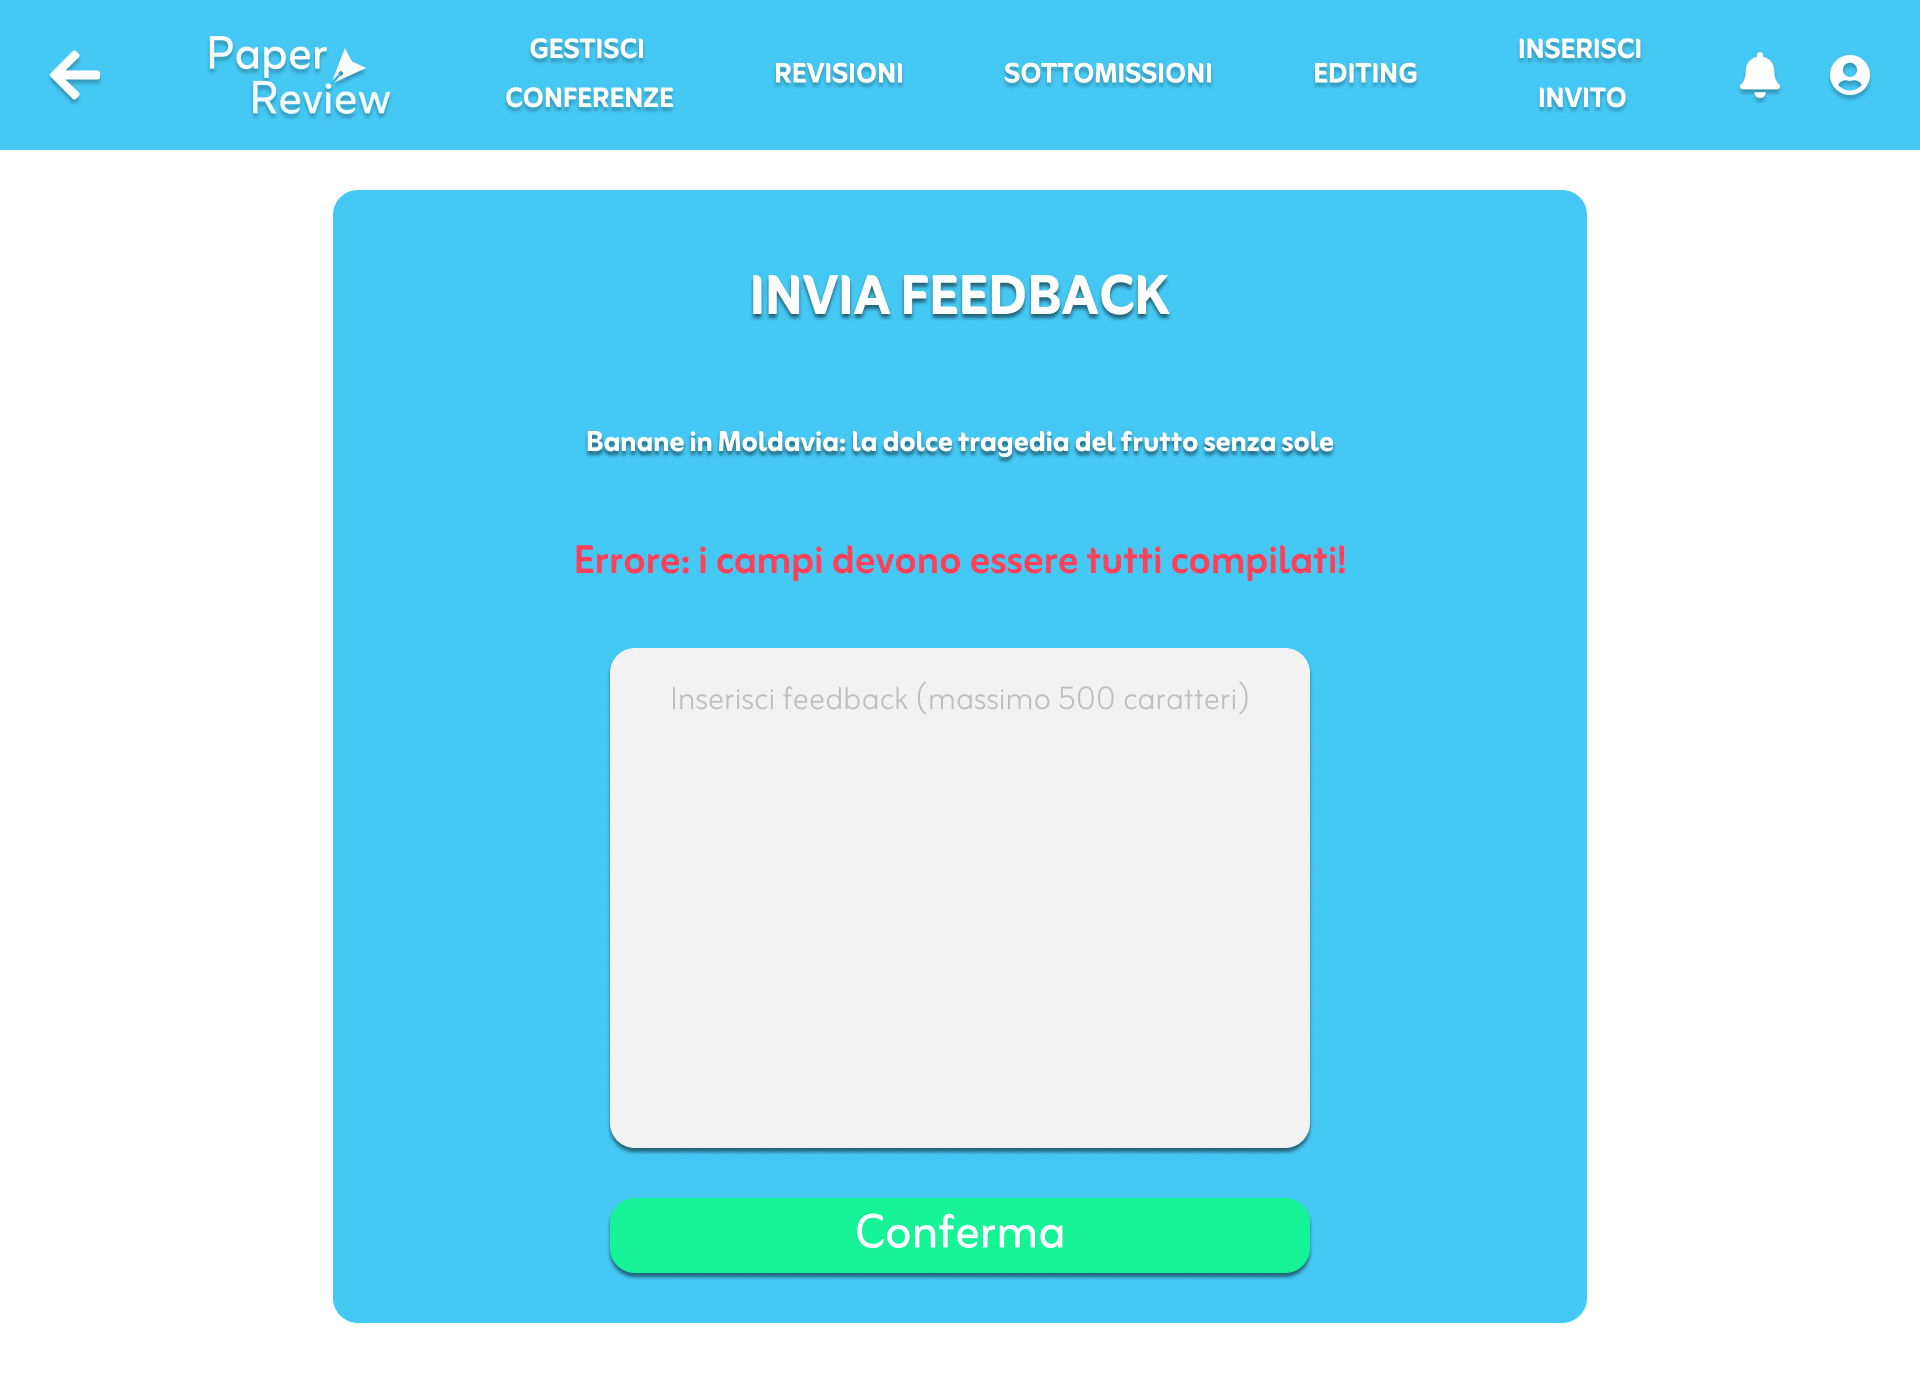 Paper
Review
GESTISCI
CONFERENZE
REVISIONI
SOTTOMISSIONI
EDITING
INSERISCI
INVITO
INVIA FEEDBACK
Banane in Moldavia: la dolce tragedia del frutto senza sole
Errore: i campi devono essere tutti compilati!
Inserisci feedback (massimo 500 caratteri)
Conferma